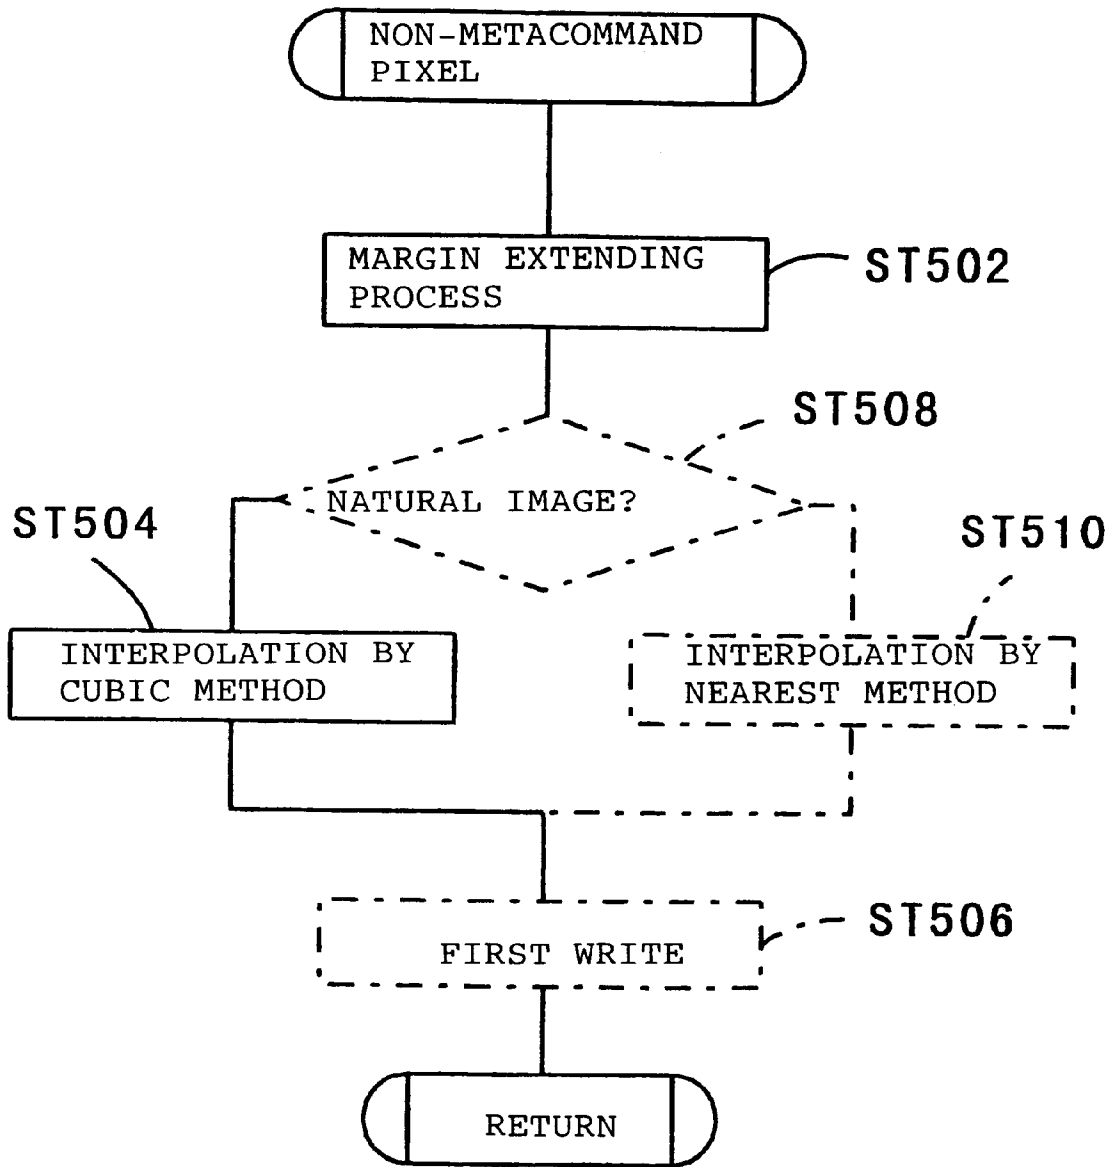 NON-METACOMMAND
PIXEL
MARGIN EXTENDING
PROCESS
ST502
ST508
NATURAL IMAGE?
ST504
ST510
INTERPOLATION BY
CUBIC METHOD
INTERPOLATION BY
NEAREST METHOD
ST506
FIRST WRITE
RETURN